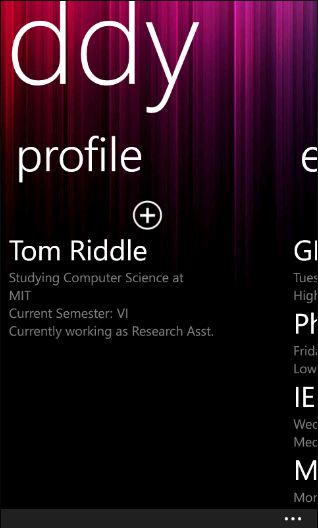 ddy
profile
Tom Riddle
Studying Computer Science at
MIT
Current Semester: VI
Currently working as Research Asst.
e
Gl
Tues
High
Ph
Frida
Low
IE
Wed
Med
M
Mon